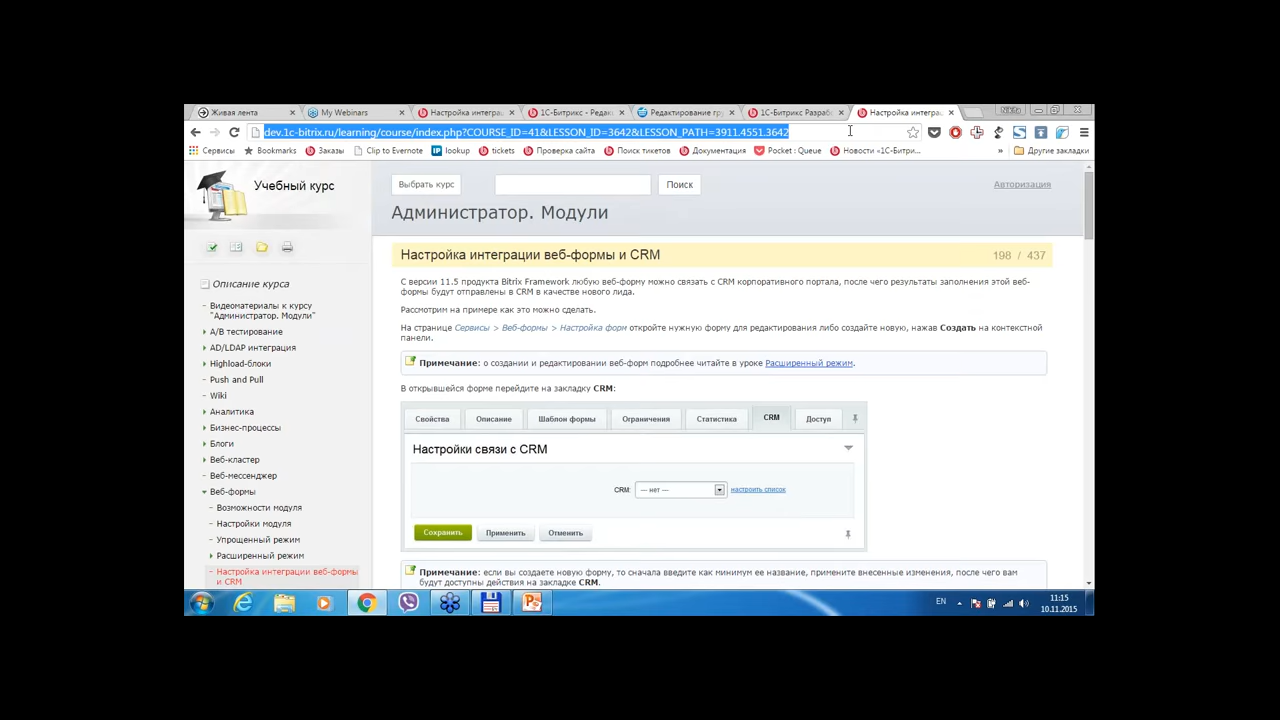 Живая лента
My Webinars
Настройка интегра
1С-Битрикс - Редак
Редактирование гр
1С-Битрикс Разраб
Настройка интегра
Nikita
dev.1c-bitrix.ru/learning/course/index.php?COURSE_ID=41&LESSON_ID=3642&LESSON_PATH=3911.4551.3642
Сервисы
Bookmarks
Заказы
Clip to Evernote
IP lookup
tickets
Проверка сайта
Поиск тикетов
Документация
Pocket : Queue
Новости «1С-Битри...
»
Другие закладки
Учебный курс
Выбрать курс
Поиск
Авторизация
Администратор. Модули
Описание курса
Видеоматериалы к курсу
"Администратор. Модули"
A/B тестирование
AD/LDAP интеграция
Highload-блоки
Push and Pull
Wiki
Аналитика
Бизнес-процессы
Блоги
Веб-кластер
Веб-мессенджер
Веб-формы
Возможности модуля
Настройки модуля
Упрощенный режим
Расширенный режим
Настройка интеграции веб-формы
и CRM
Настройка интеграции веб-формы и CRM
198 / 437
С версии 11.5 продукта Bitrix Framework любую веб-форму можно связать с CRM корпоративного портала, после чего результаты заполнения этой веб-
формы будут отправлены в CRM в качестве нового лида.
Рассмотрим на примере как это можно сделать.
На странице Сервисы > Веб-формы > Настройка форм откройте нужную форму для редактирования либо создайте новую, нажав Создать на контекстной
панели.
Примечание: о создании и редактировании веб-форм подробнее читайте в уроке Расширенный режим.
В открывшейся форме перейдите на закладку CRM:
Свойства
Описание
Шаблон формы
Ограничения
Статистика
CRM
Доступ
Настройки связи с CRM
CRM:
— нет —
настроить список
Сохранить
Применить
Отменить
Примечание: если вы создаете новую форму, то сначала введите как минимум ее название, примените внесенные изменения, после чего вам
будут доступны действия на закладке CRM.
EN
11:15
10.11.2015